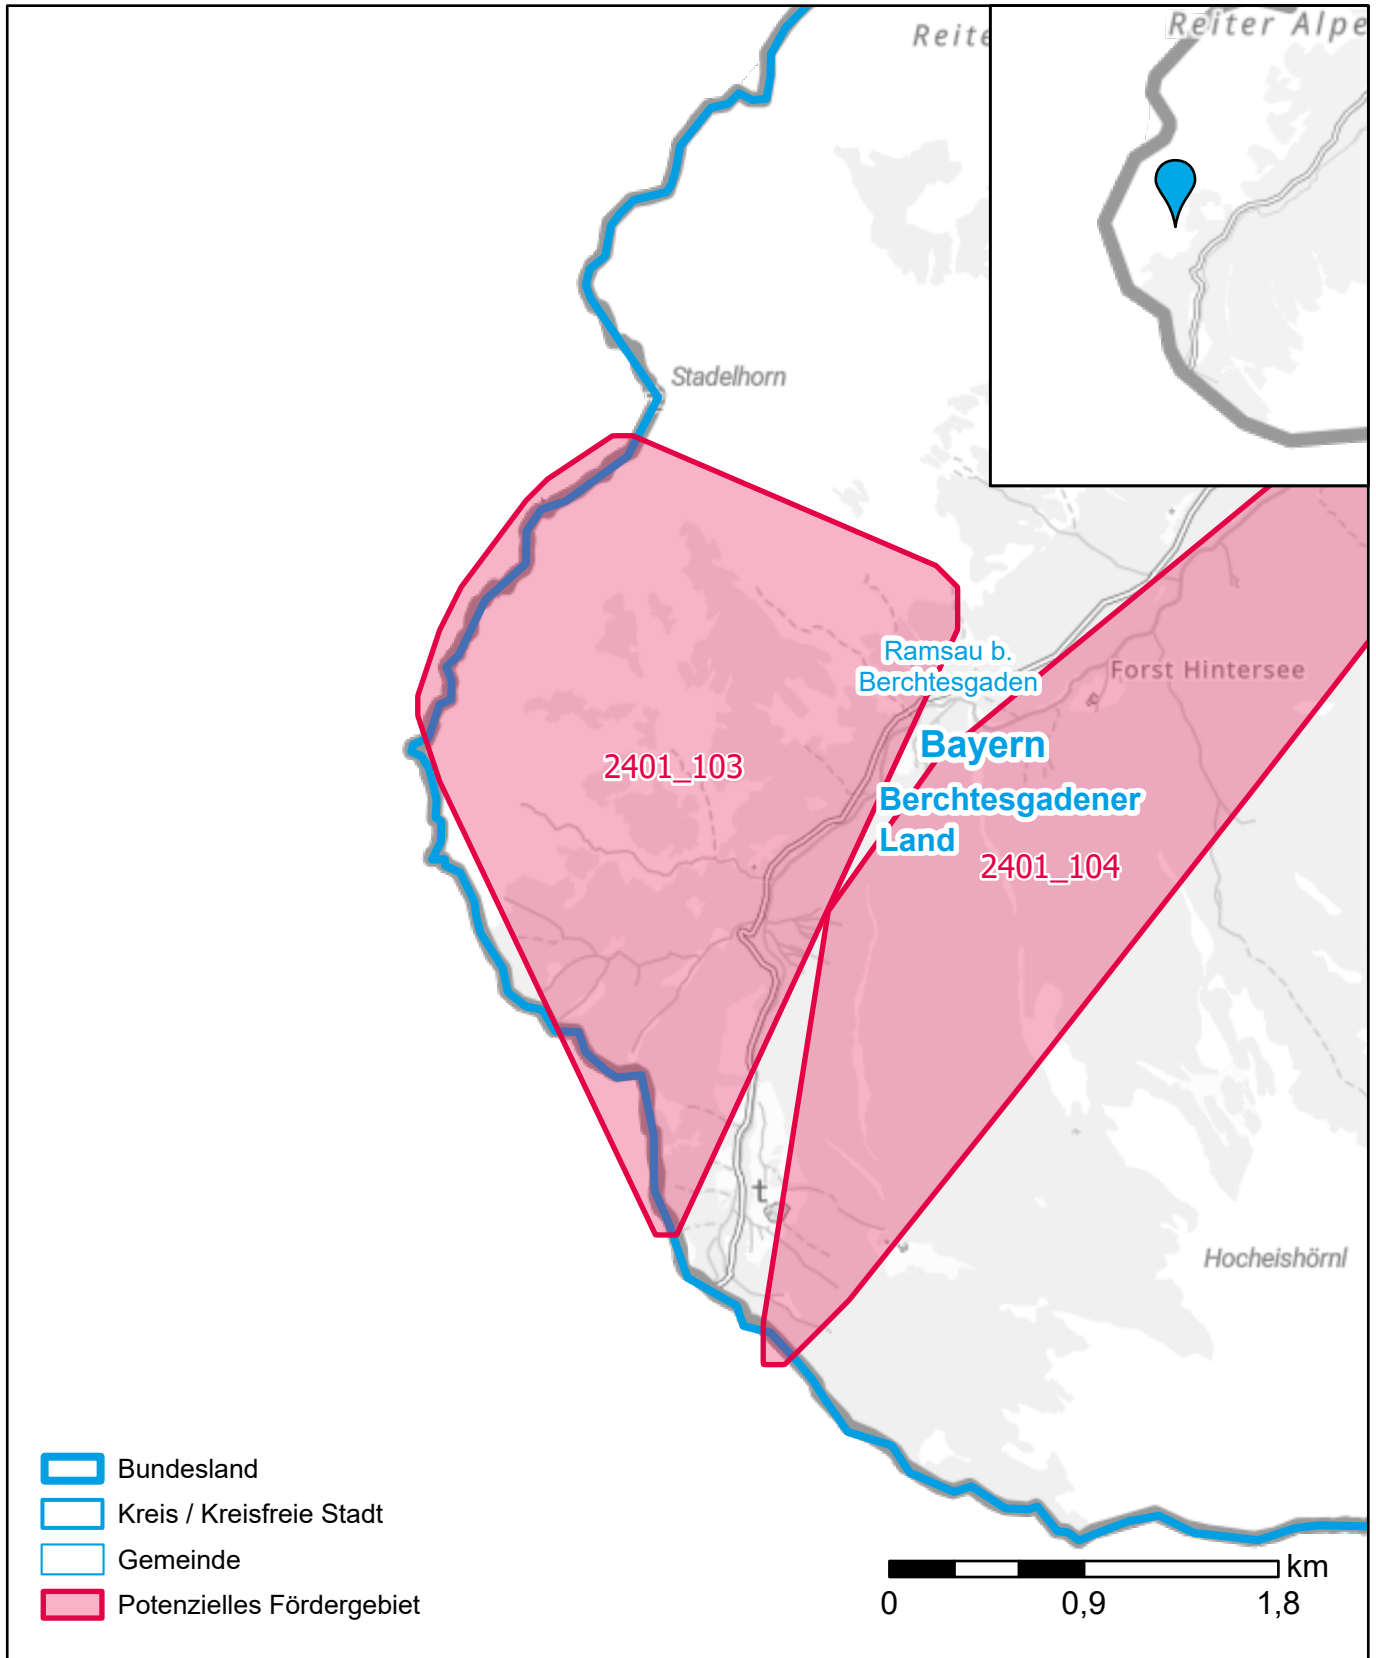 Reite
Reiter Alpe
Stadelhorn
Ramsau b.
Berchtesgaden
Forst Hintersee
Bayern
2401_103
Berchtesgadener
Land
2401_104
t
Hocheishörnl
Bundesland
Kreis / Kreisfreie Stadt
Gemeinde
Potenzielles Fördergebiet
km
0 0,9 1,8